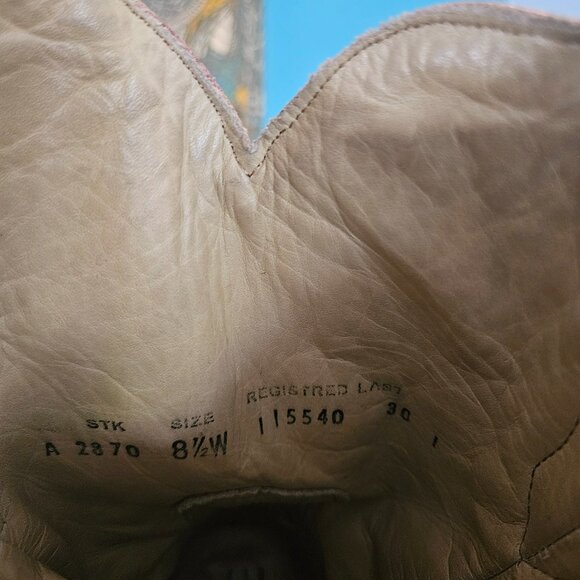 STK SIZE REGISTRED LAST
A 2870 8½W 115540 30 1